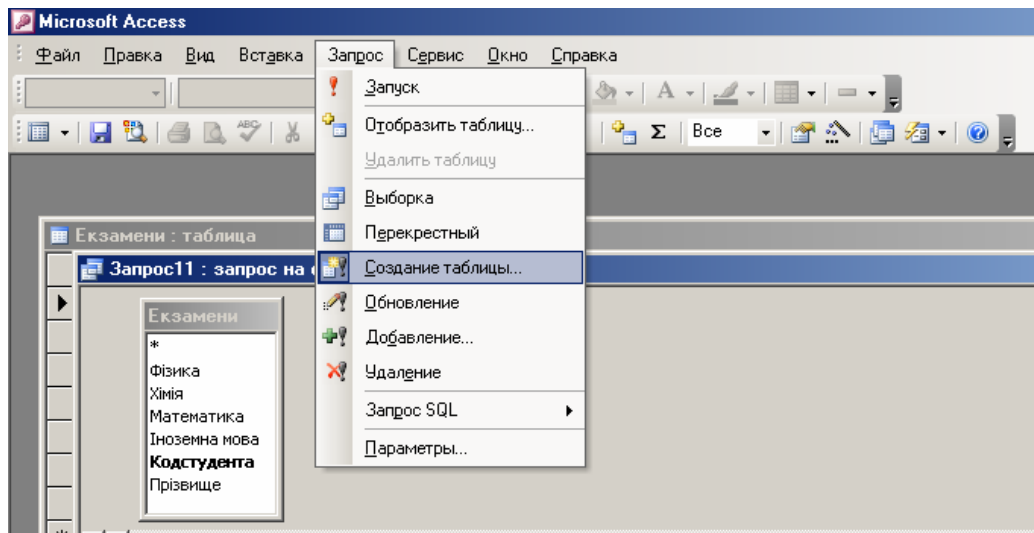 Microsoft Access
Файл Правка Вид Вставка Запрос Сервис Окно Справка
Запуск
Отобразить таблицу...
ABC Σ Все
Удалить таблицу
Выборка
Перекрестный
Екзамени : таблица
Создание таблицы...
Запрос11 : запрос на
Обновление
Екзамени
*
Добавление...
Фізика
Удаление
Хімія
Математика
Запрос SQL
Іноземна мова
Параметры...
Кодстудента
Прізвище